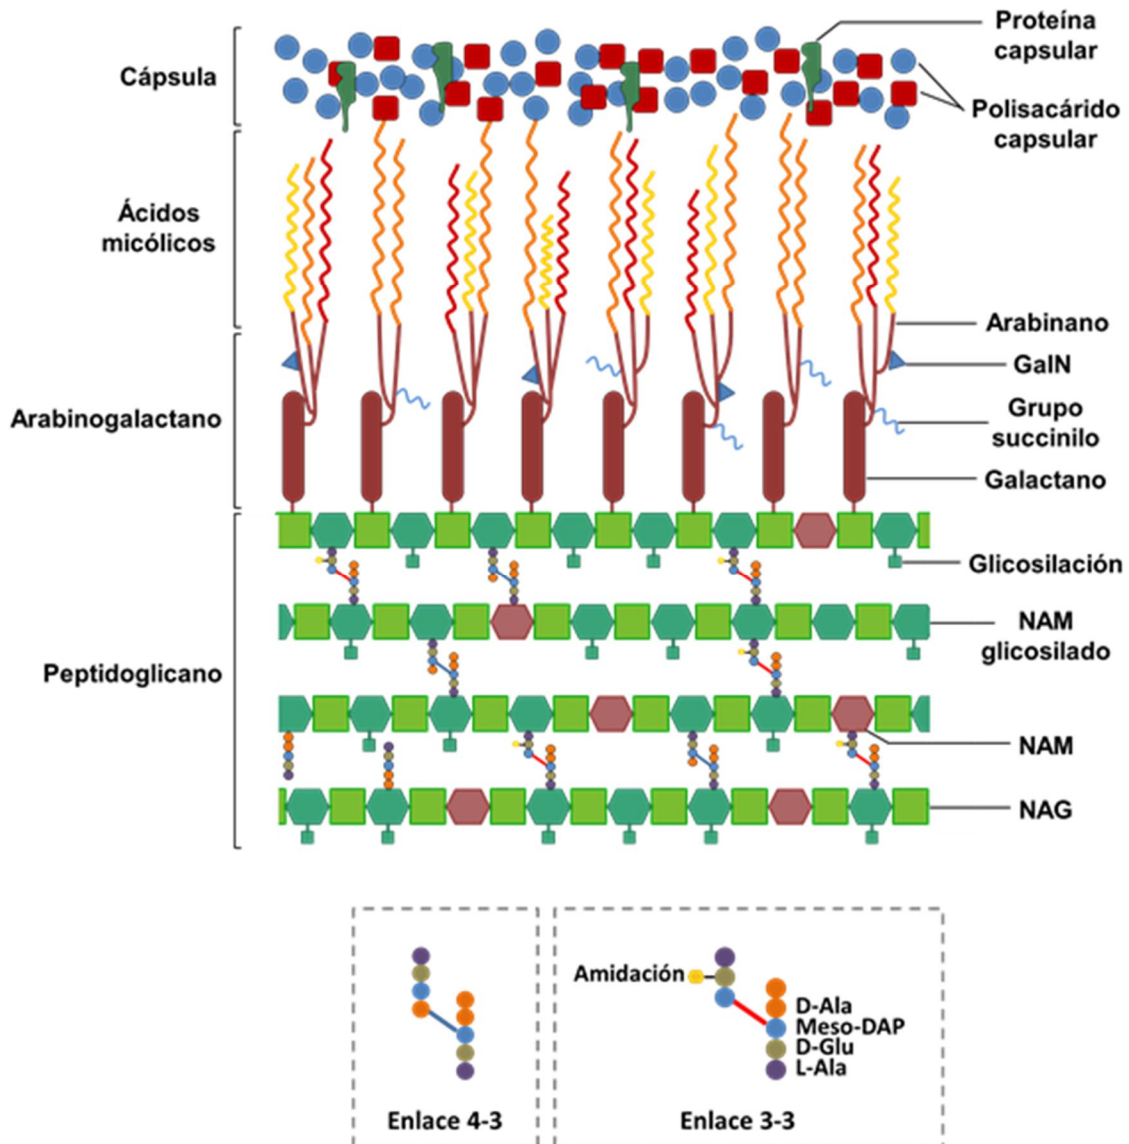 Proteína
capsular
Cápsula
Polisacárido
capsular
Ácidos
micólicos
Arabinano
GalN
Arabinogalactano
Grupo
succinilo
Galactano
Glicosilación
NAM
glicosilado
Peptidoglicano
NAM
NAG
Amidación
D-Ala
Meso-DAP
D-Glu
L-Ala
Enlace 4-3
Enlace 3-3